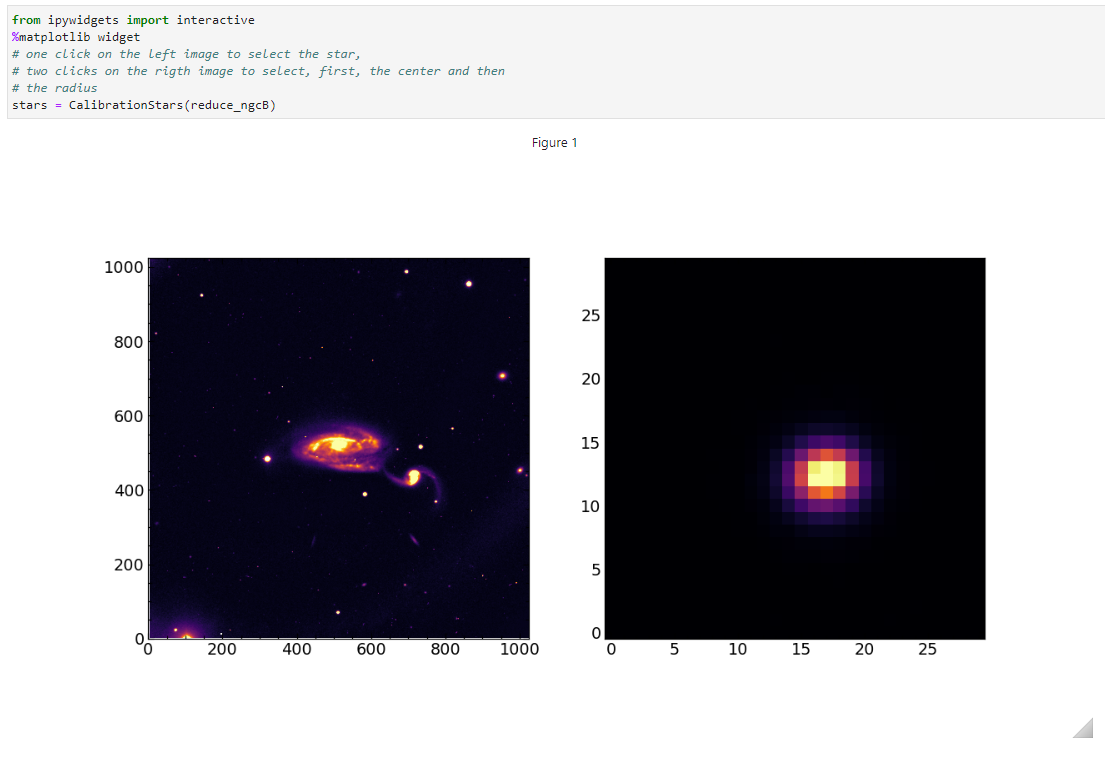 from ipywidgets import interactive
%matplotlib widget
# one click on the left image to select the star,
# two clicks on the rigth image to select, first, the center and then
# the radius
stars = CalibrationStars(reduce_ngcB)
Figure 1
1000
800
600
400
200
0
0 200 400 600 800 1000
25
20
15
10
5
0
0 5 10 15 20 25